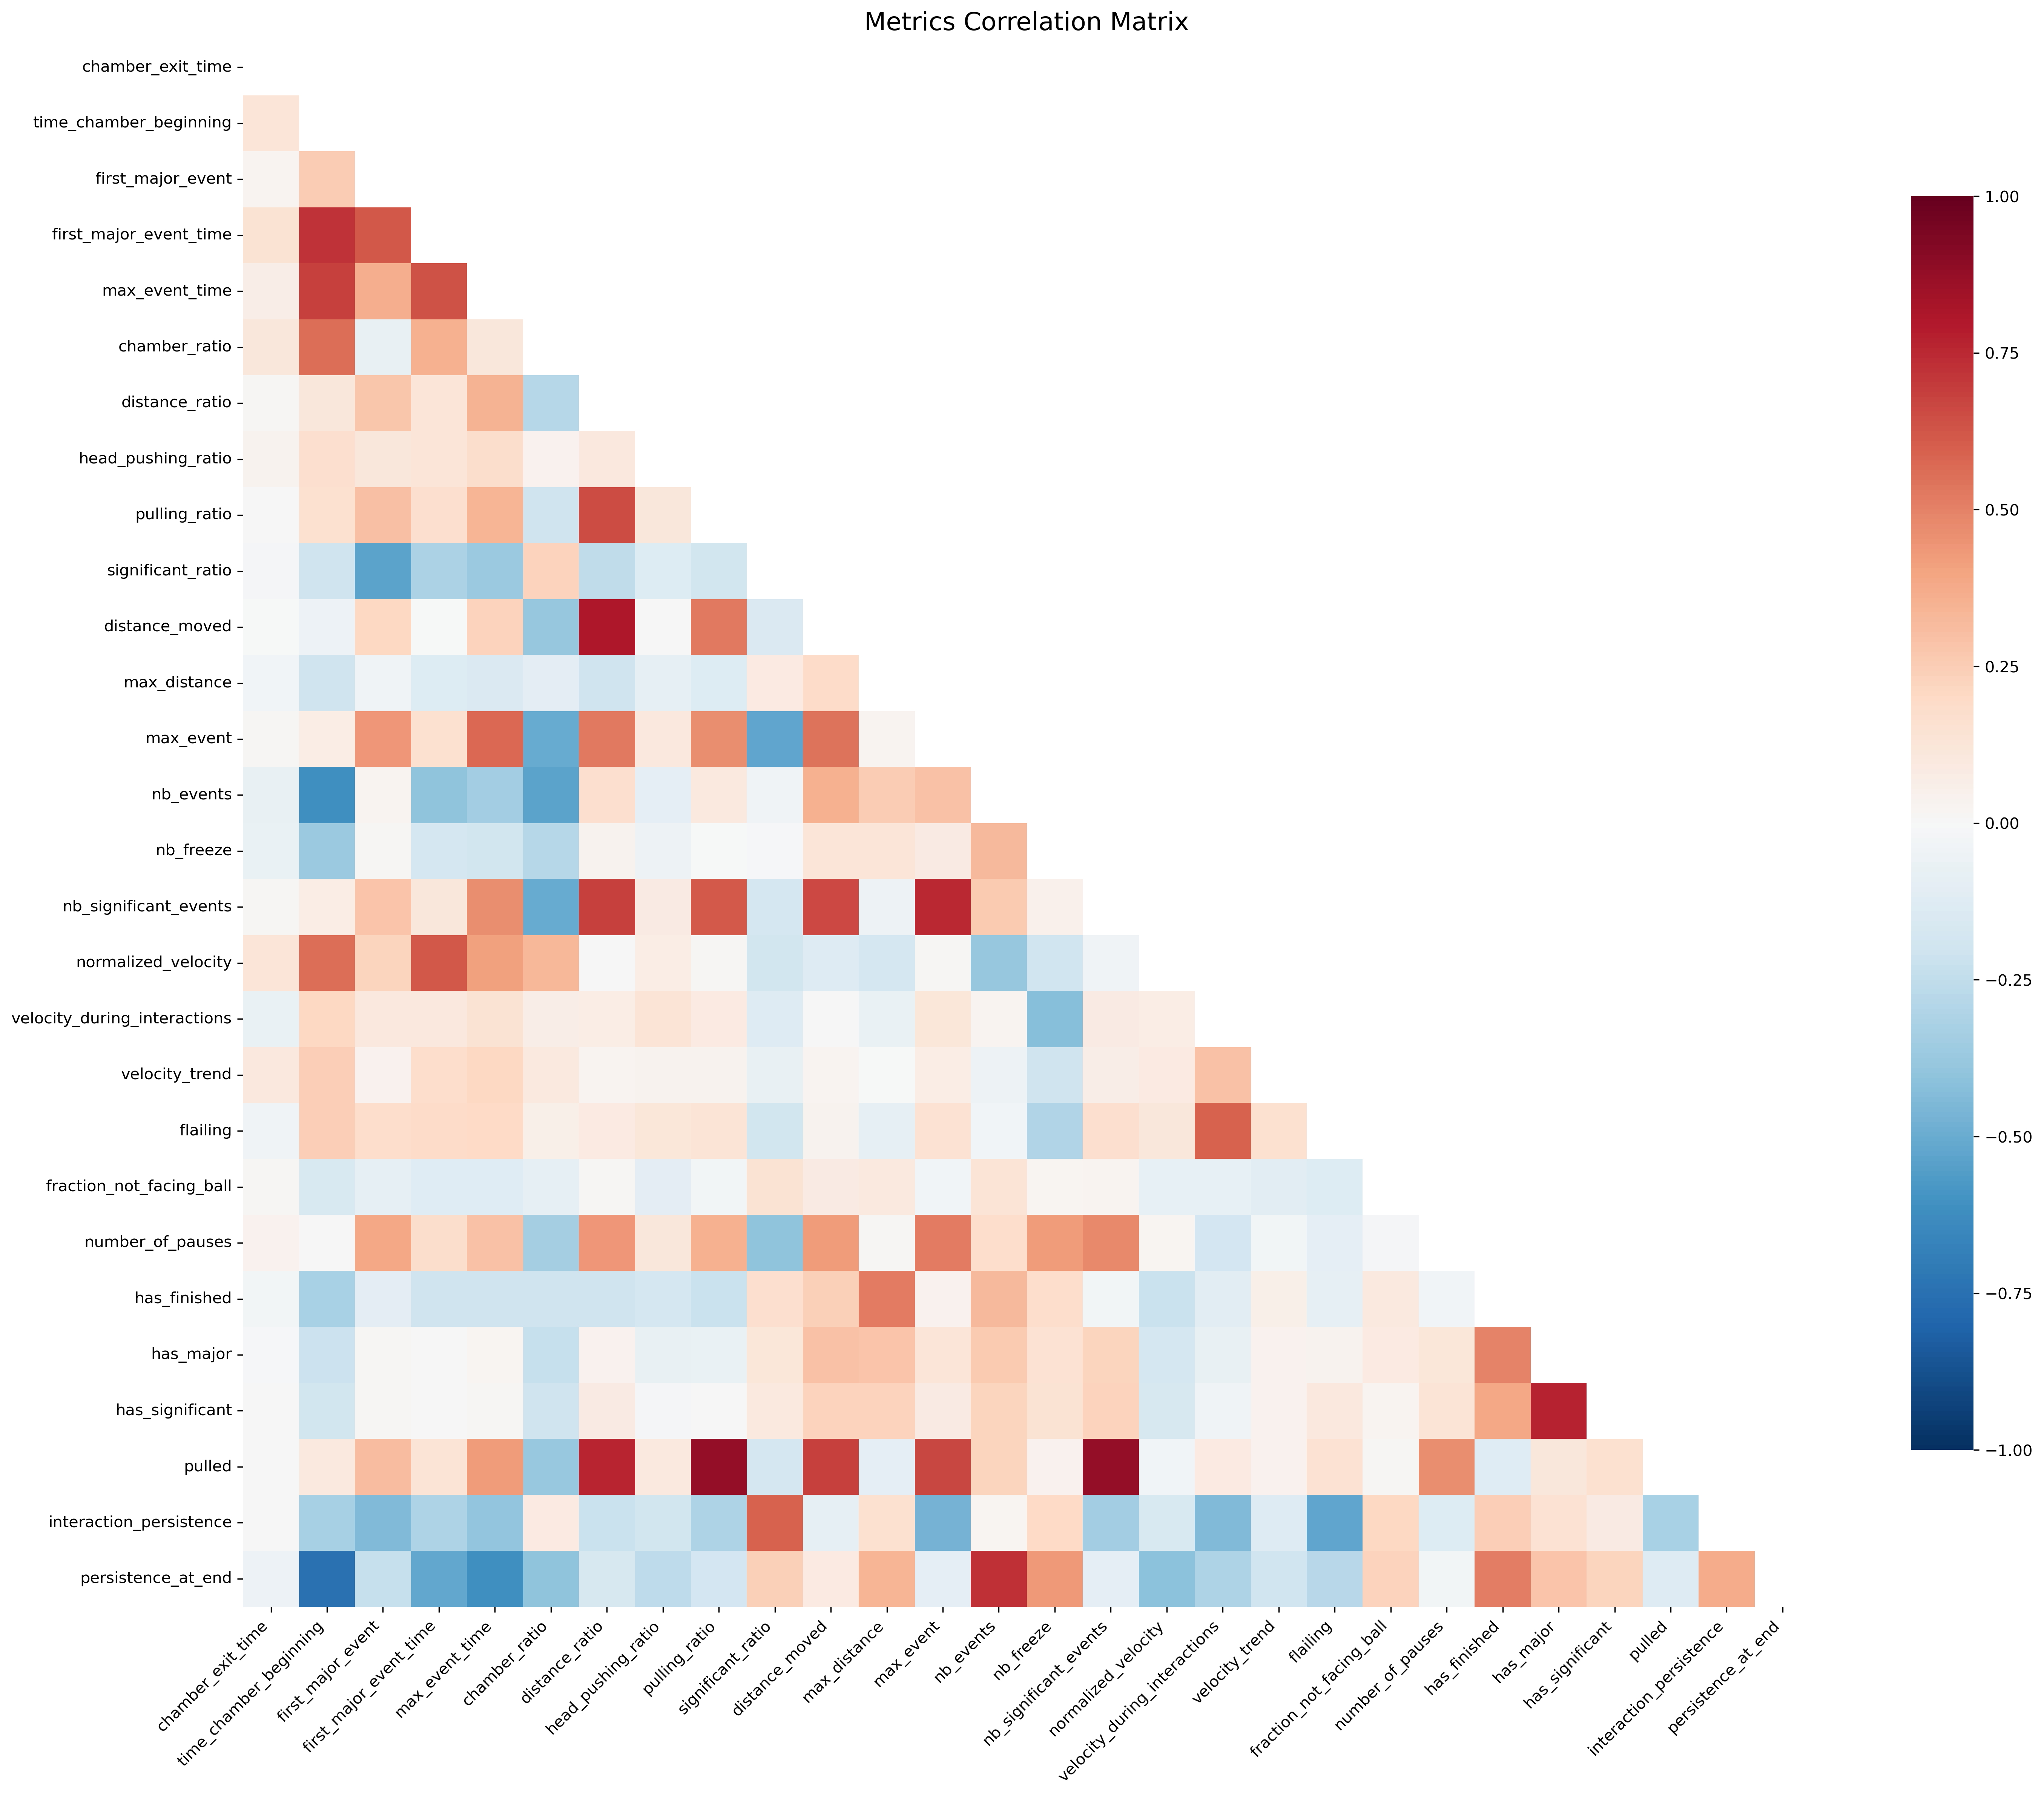 Metrics Correlation Matrix
chamber_exit_time
time_chamber_beginning
first_major_event
first_major_event_time
max_event_time
chamber_ratio
distance_ratio
head_pushing_ratio
pulling_ratio
significant_ratio
distance_moved
max_distance
max_event
nb_events
nb_freeze
nb_significant_events
normalized_velocity
velocity_during_interactions
velocity_trend
flailing
fraction_not_facing_ball
number_of_pauses
has_finished
has_major
has_significant
pulled
interaction_persistence
persistence_at_end
chamber_exit_time
time_chamber_beginning
first_major_event
first_major_event_time
max_event_time
chamber_ratio
distance_ratio
head_pushing_ratio
pulling_ratio
significant_ratio
distance_moved
max_distance
max_event
nb_events
nb_freeze
nb_significant_events
normalized_velocity
velocity_during_interactions
velocity_trend
flailing
fraction_not_facing_ball
number_of_pauses
has_finished
has_major
has_significant
pulled
interaction_persistence
persistence_at_end
1.00
0.75
0.50
0.25
0.00
−0.25
−0.50
−0.75
−1.00